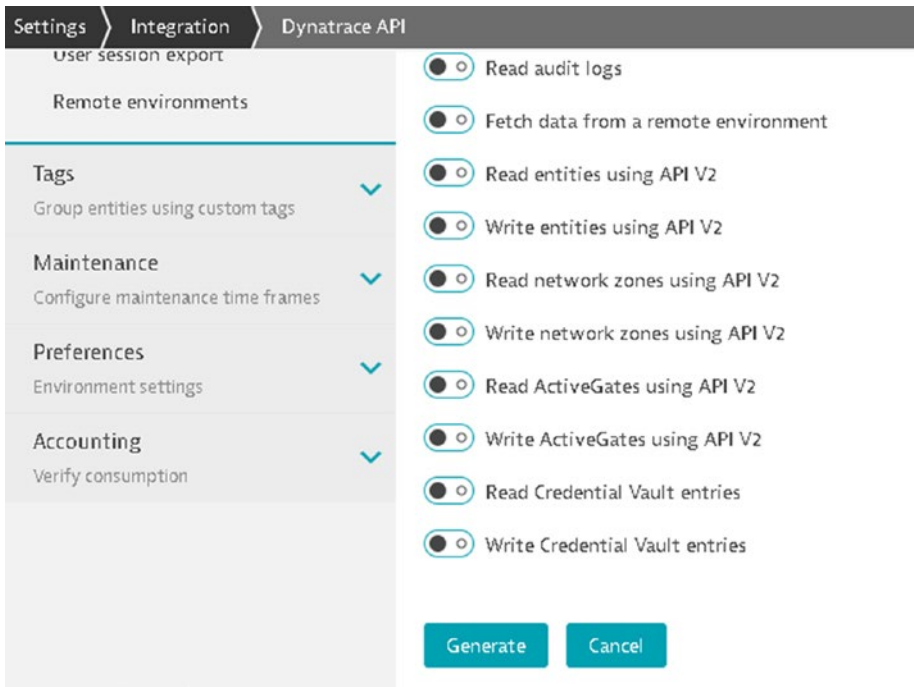 Settings
Integration
Dynatrace API
User session export
Remote environments
Tags
Group entities using custom tags
Maintenance
Configure maintenance time frames
Preferences
Environment settings
Accounting
Verify consumption
Read audit logs
Fetch data from a remote environment
Read entities using API V2
Write entities using API V2
Read network zones using API V2
Write network zones using API V2
Read ActiveGates using API V2
Write ActiveGates using API V2
Read Credential Vault entries
Write Credential Vault entries
Generate
Cancel